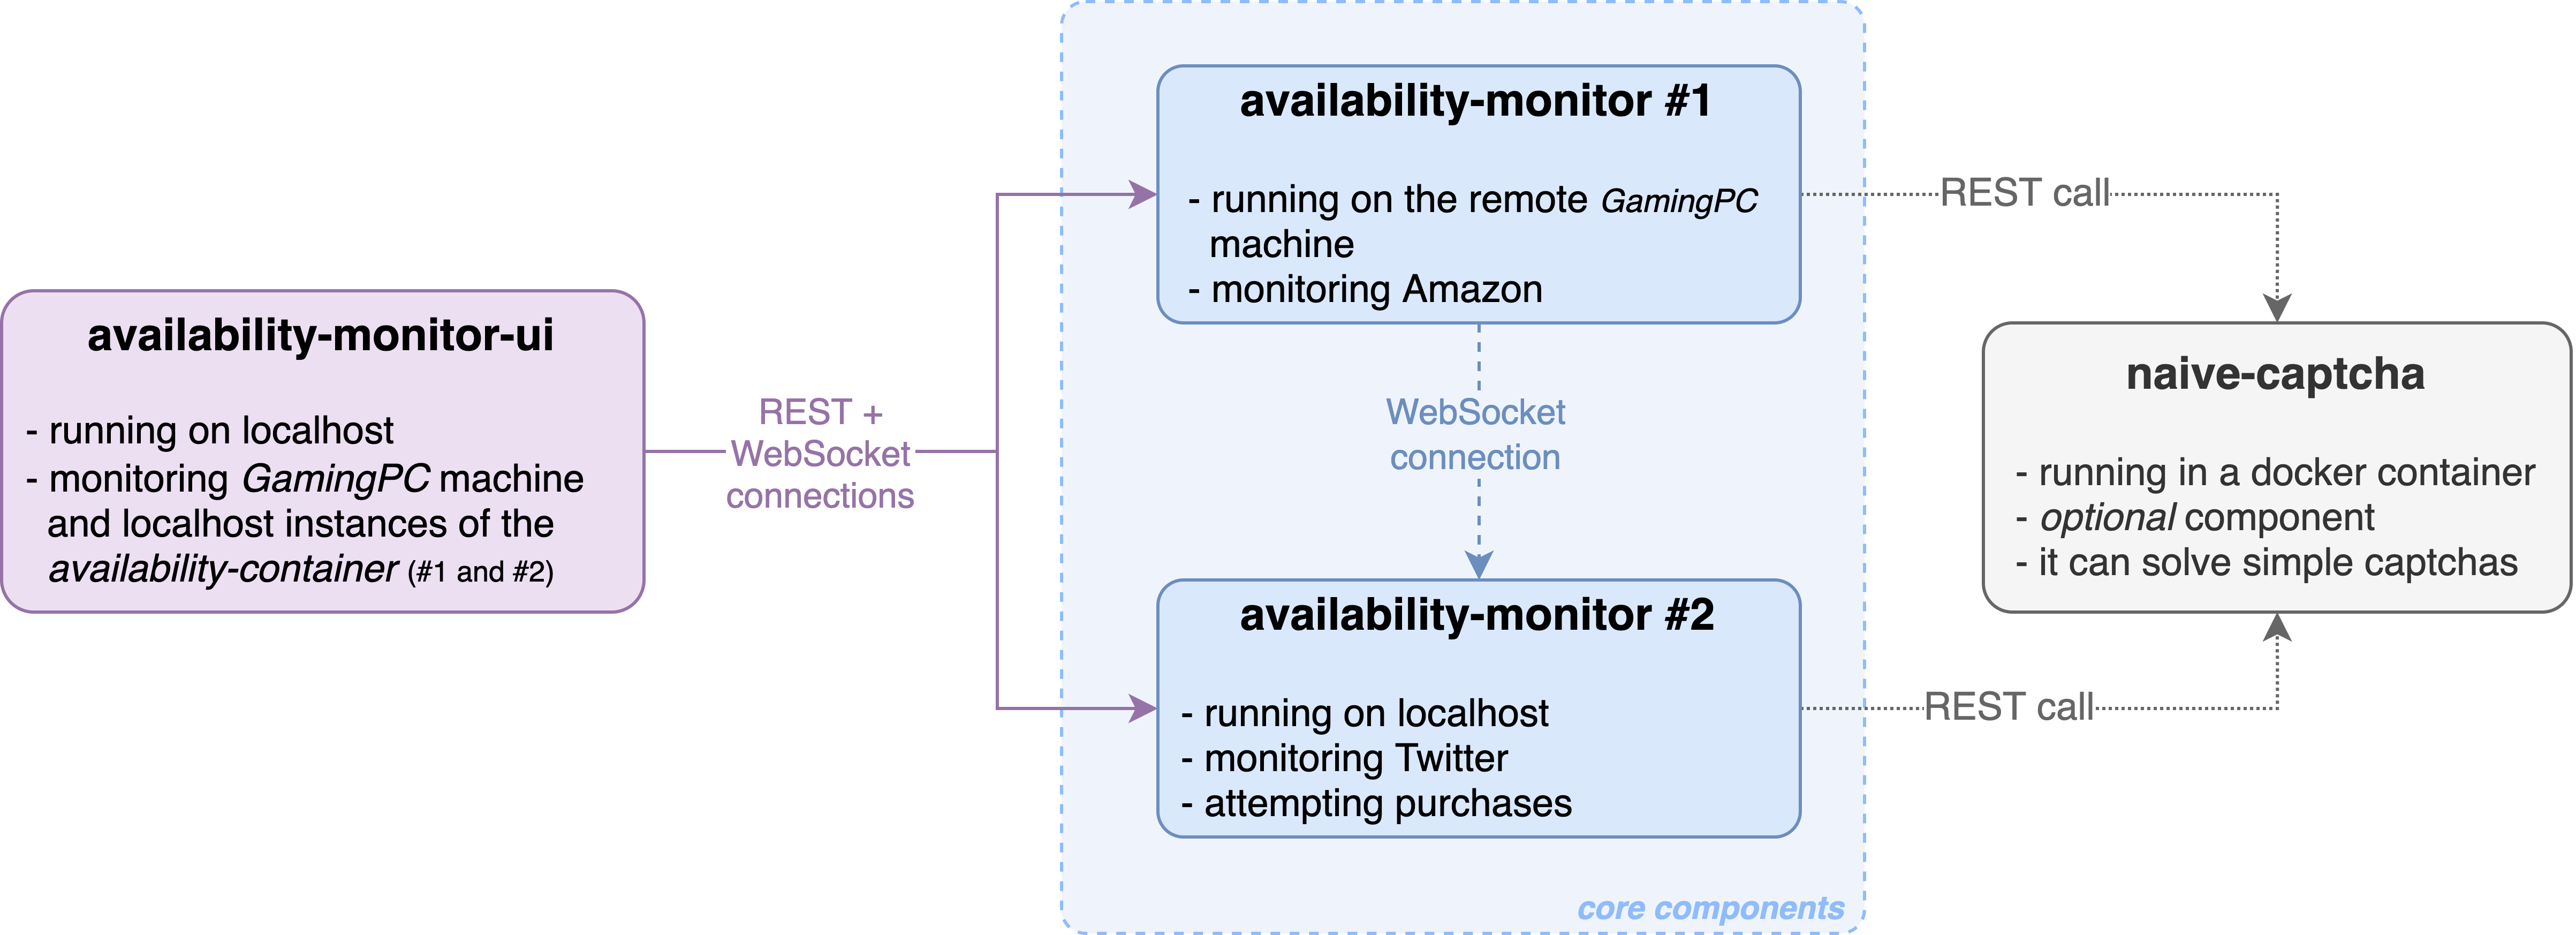 availability-monitor-ui
- running on localhost
- monitoring GamingPC machine
and localhost instances of the
availability-container (#1 and #2)
REST +
WebSocket
connections
availability-monitor #1
- running on the remote GamingPC
machine
- monitoring Amazon
WebSocket
connection
availability-monitor #2
- running on localhost
- monitoring Twitter
- attempting purchases
core components
REST call
naive-captcha
- running in a docker container
- optional component
- it can solve simple captchas
REST call